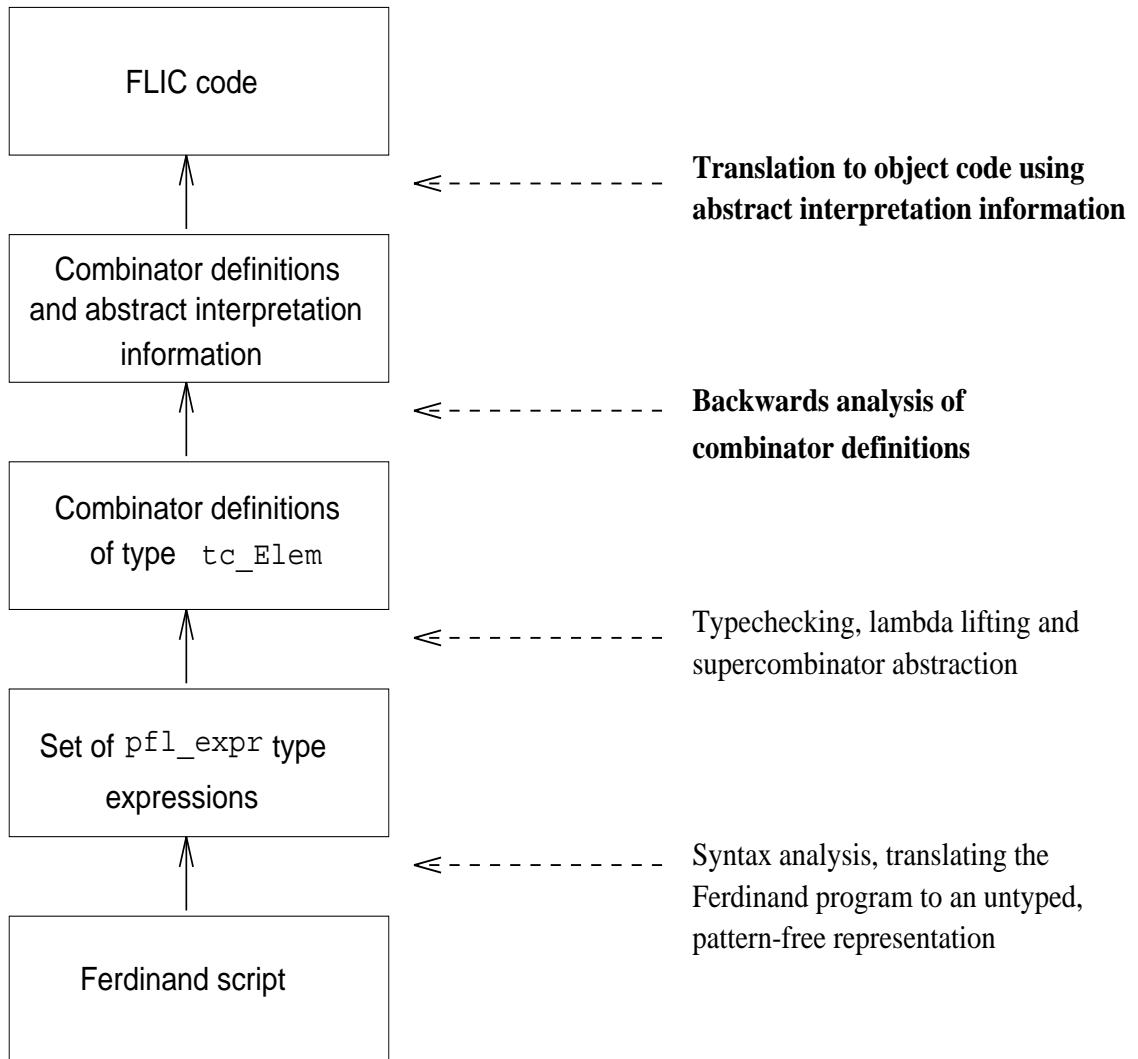 FLIC code
Translation to object code using
abstract interpretation information
Combinator definitions
and abstract interpretation
information
Backwards analysis of
combinator definitions
Combinator definitions
of type tc_Elem
Typechecking, lambda lifting and
supercombinator abstraction
Set of pfl_expr type
expressions
Syntax analysis, translating the
Ferdinand program to an untyped,
pattern-free representation
Ferdinand script